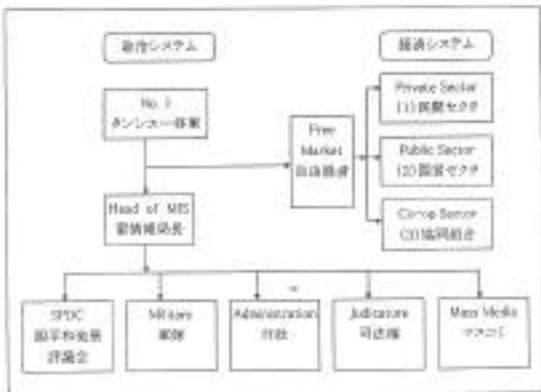 政治システム
経済システム
No. 1
タンシュエー将軍
Head of MIS
軍情報局長
Free
Market
自由経済
Private Sector
(1) 民間セクタ
Public Sector
(2) 国営セクタ
Co-op Sector
(3) 協同組合
SPDC
国平和発展
評議会
Military
軍隊
Administration
行政
Judicature
司法権
Mass Media
マスコミ